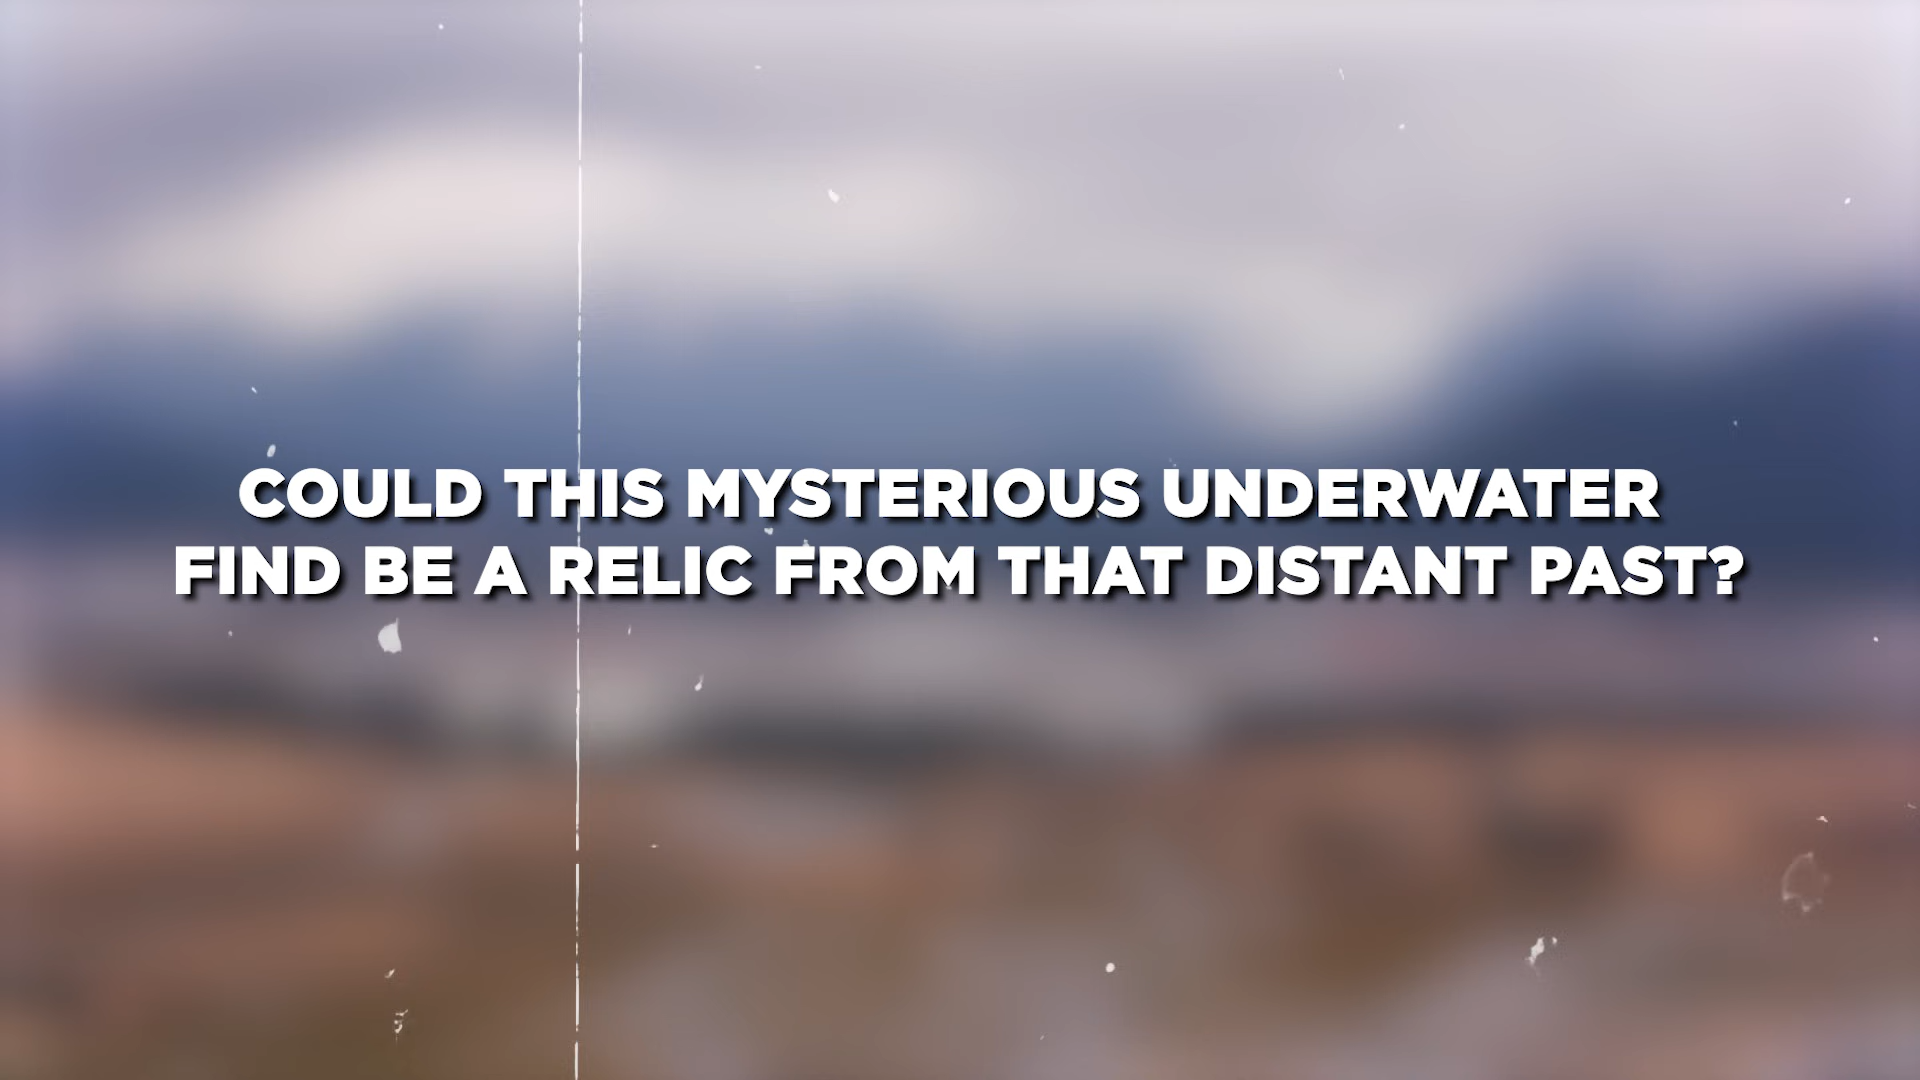 COULD THIS MYSTERIOUS UNDERWATER
FIND BE A RELIC FROM THAT DISTANT PAST?